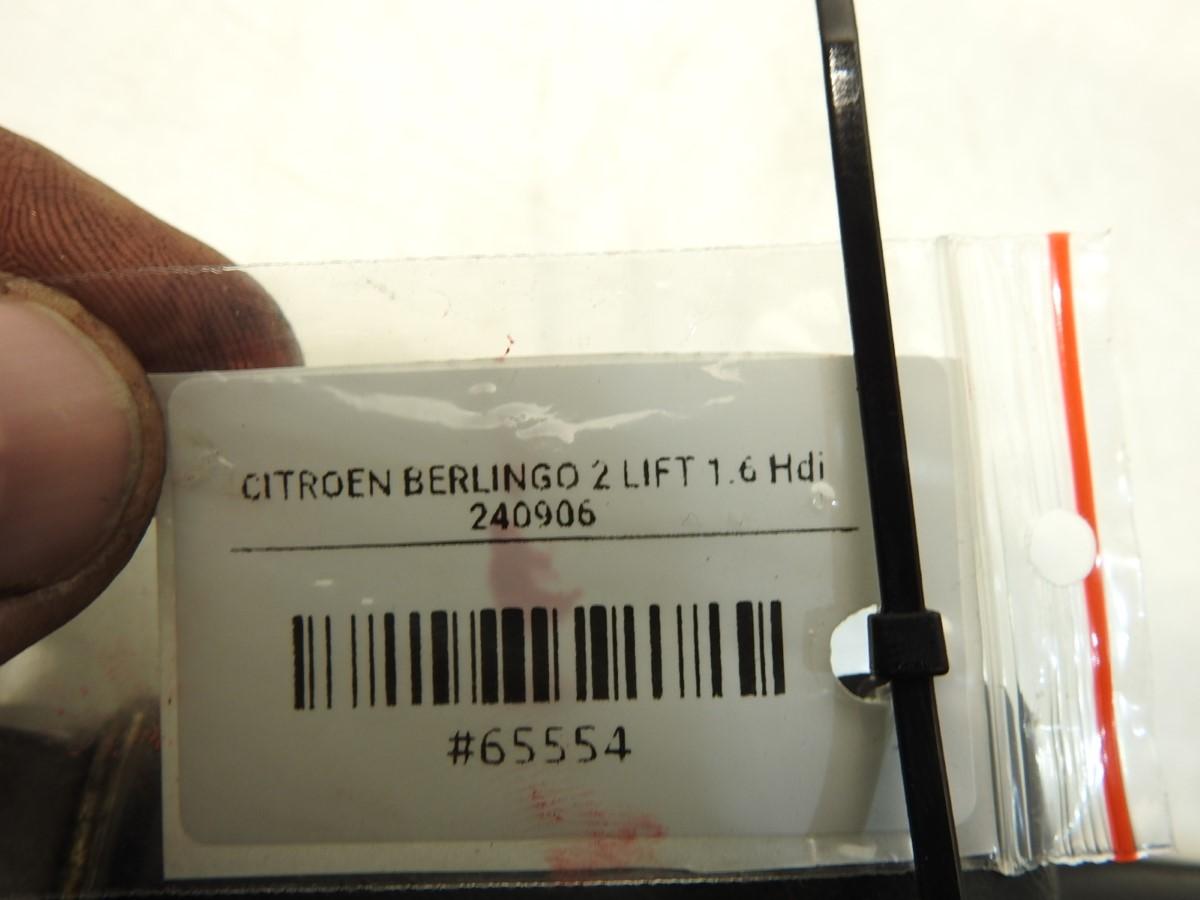 CITROEN BERLINGO 2 LIFT 1.6 Hdi
240906
#65554